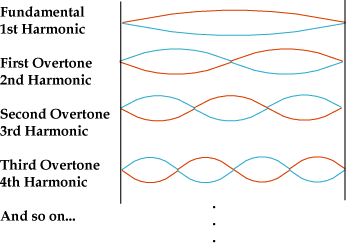 Fundamental
1st Harmonic
First Overtone
2nd Harmonic
Second Overtone
3rd Harmonic
Third Overtone
4th Harmonic
And so on...